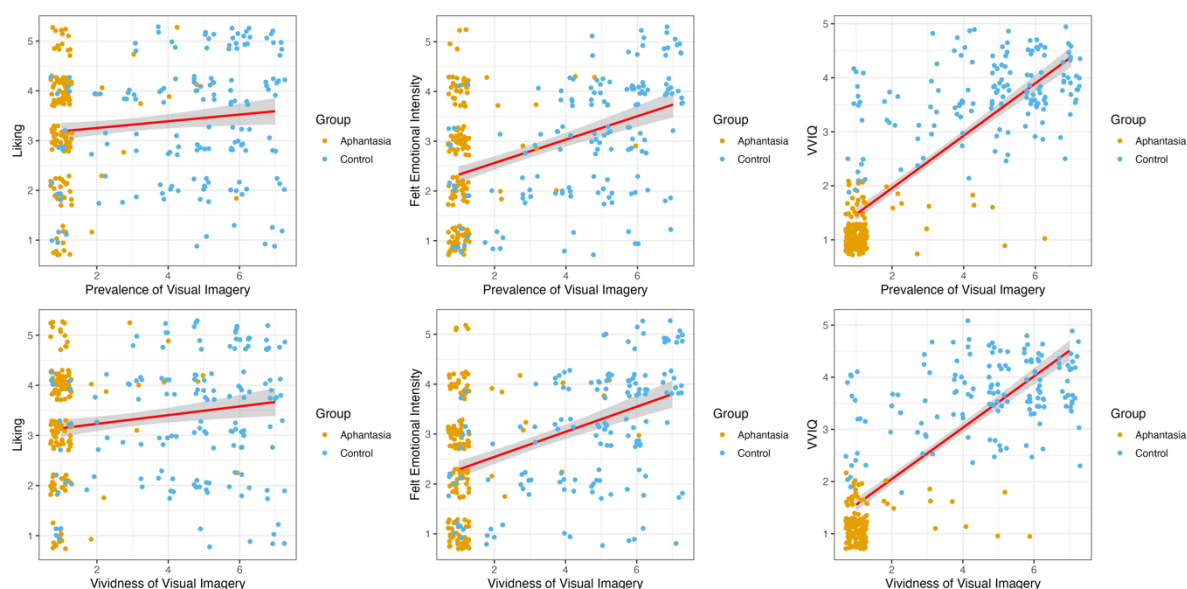 Liking
5
4
3
2
1
2
4
6
Prevalence of Visual Imagery
Group
Aphantasia
Control
Felt Emotional Intensity
5
4
3
2
1
2
4
6
Prevalence of Visual Imagery
Group
Aphantasia
Control
VVIQ
5
4
3
2
1
2
4
6
Prevalence of Visual Imagery
Group
Aphantasia
Control
Liking
5
4
3
2
1
2
4
6
Vividness of Visual Imagery
Group
Aphantasia
Control
Felt Emotional Intensity
5
4
3
2
1
2
4
6
Vividness of Visual Imagery
Group
Aphantasia
Control
VVIQ
5
4
3
2
1
2
4
6
Vividness of Visual Imagery
Group
Aphantasia
Control